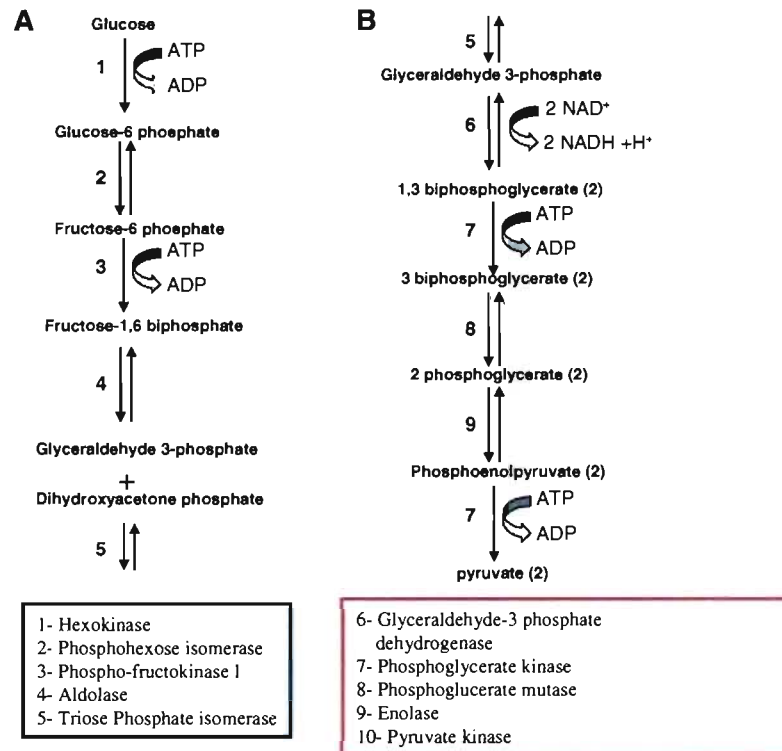 A
Glucose
1
ATP
ADP
Glucose-6 phosphate
2
Fructose-6 phosphate
3
ATP
ADP
Fructose-1,6 biphosphate
4
Glyceraldehyde 3-phosphate
+
Dihydroxyacetone phosphate
5
1- Hexokinase
2- Phosphohexose isomerase
3- Phospho-fructokinase 1
4- Aldolase
5- Triose Phosphate isomerase
B
5
Glyceraldehyde 3-phosphate
6
2 NAD⁺
2 NADH +H⁺
1,3 biphosphoglycerate (2)
7
ATP
ADP
3 biphosphoglycerate (2)
8
2 phosphoglycerate (2)
9
Phosphoenolpyruvate (2)
7
ATP
ADP
pyruvate (2)
6- Glyceraldehyde-3 phosphate
dehydrogenase
7- Phosphoglycerate kinase
8- Phosphoglucerate mutase
9- Enolase
10- Pyruvate kinase